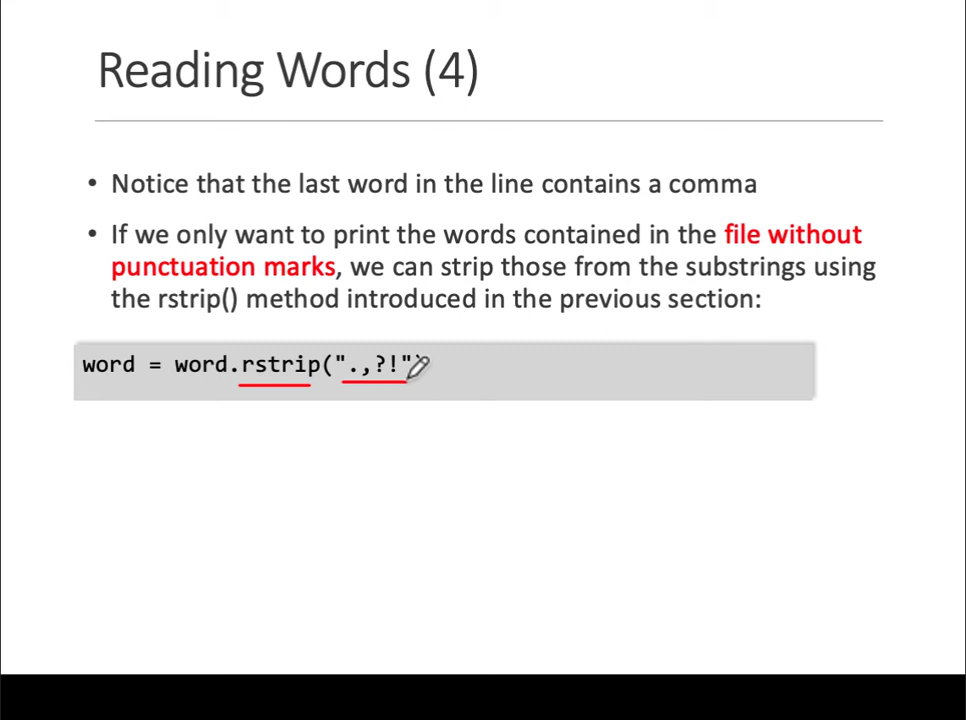 Reading Words (4)
• Notice that the last word in the line contains a comma
• If we only want to print the words contained in the file without
punctuation marks, we can strip those from the substrings using
the rstrip() method introduced in the previous section:
word = word.rstrip(".,?!")